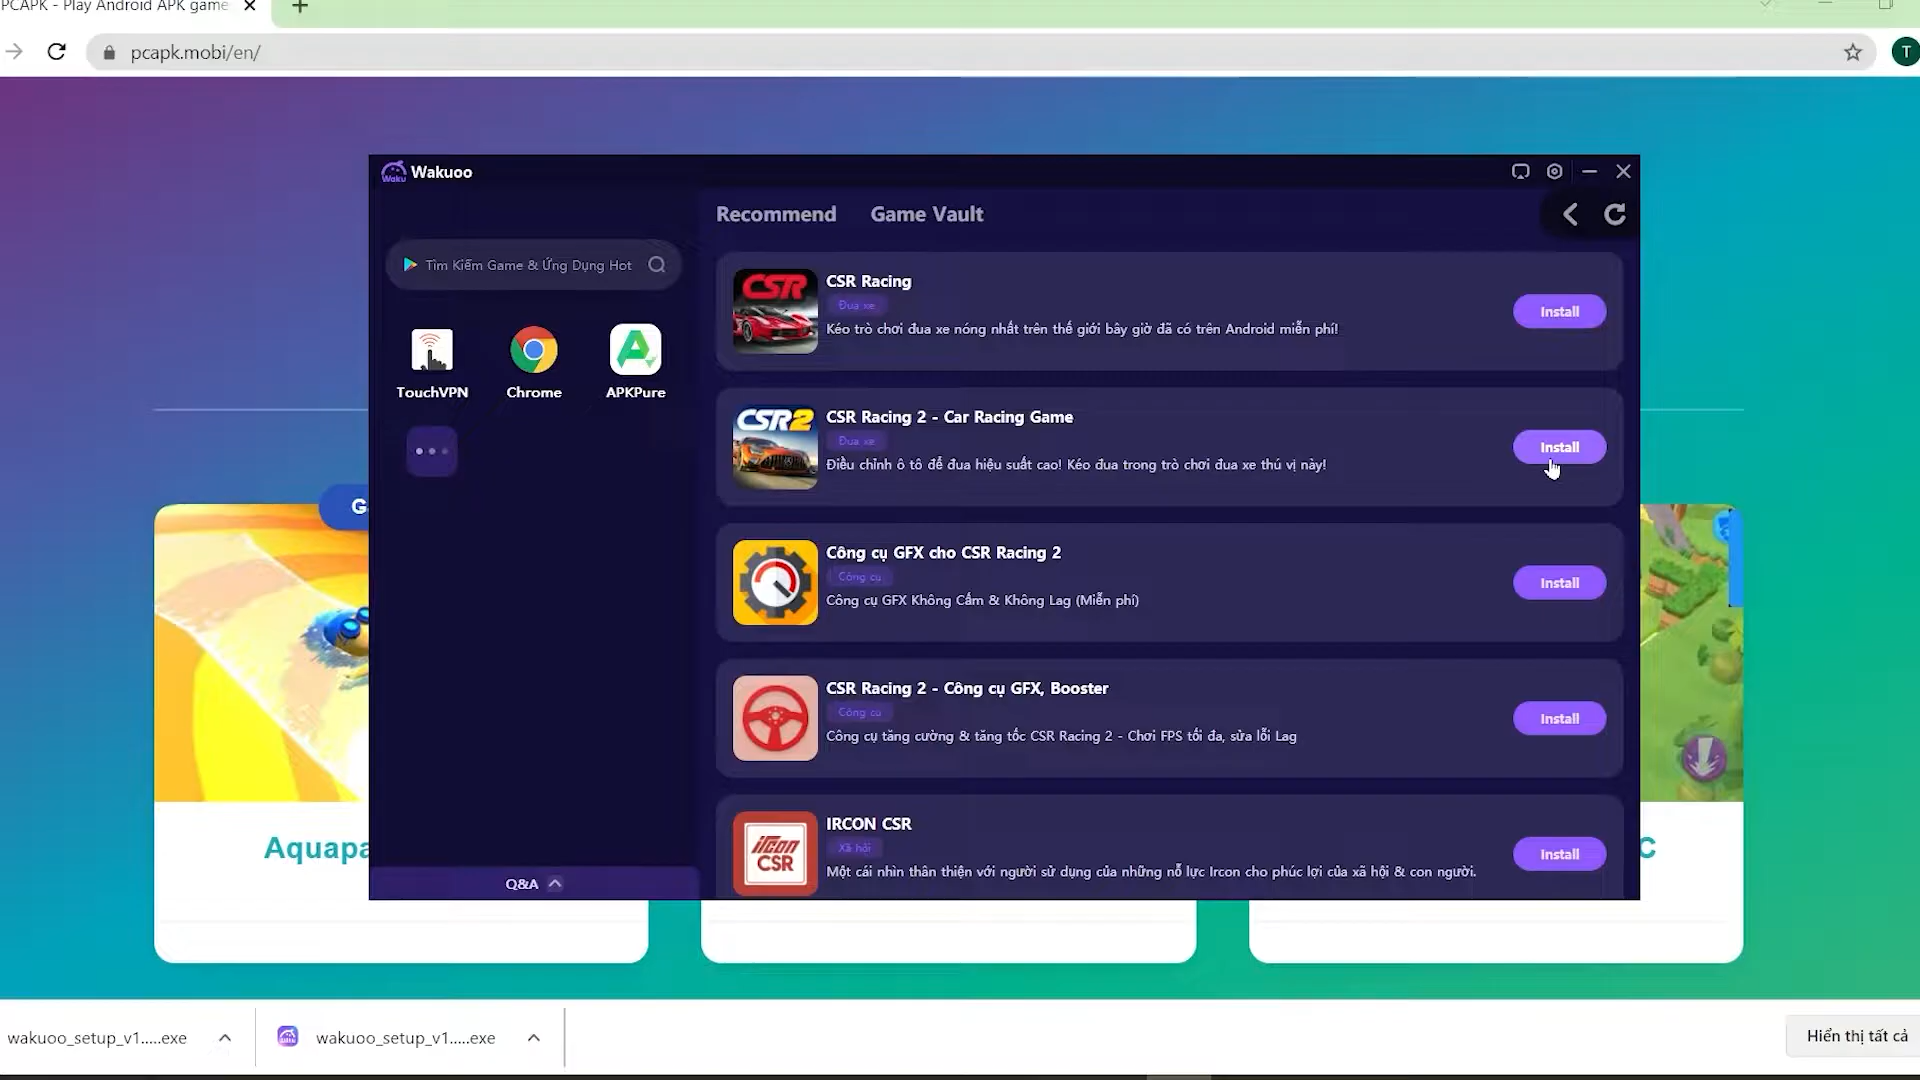 PCAPK - Play Android APK game
pcapk.mobi/en/
T
Waku
Wakuoo
Recommend
Game Vault
Tìm Kiếm Game & Ứng Dụng Hot
TouchVPN
Chrome
APKPure
CSR
CSR Racing
Đua xe
Kéo trò chơi đua xe nóng nhất trên thế giới bây giờ đã có trên Android miễn phí!
Install
CSR2
CSR Racing 2 - Car Racing Game
Đua xe
Điều chỉnh ô tô để đua hiệu suất cao! Kéo đua trong trò chơi đua xe thú vị này!
Install
Công cụ GFX cho CSR Racing 2
Công cụ
Công cụ GFX Không Cấm & Không Lag (Miễn phí)
Install
CSR Racing 2 - Công cụ GFX, Booster
Công cụ
Công cụ tăng cường & tăng tốc CSR Racing 2 - Chơi FPS tối đa, sửa lỗi Lag
Install
ircon
CSR
IRCON CSR
Xã hội
Một cái nhìn thân thiện với người sử dụng của những nỗ lực Ircon cho phúc lợi của xã hội & con người.
Install
Q&A
G
Aquapa
C
wakuoo_setup_v1.....exe
wakuoo_setup_v1.....exe
Hiển thị tất cả